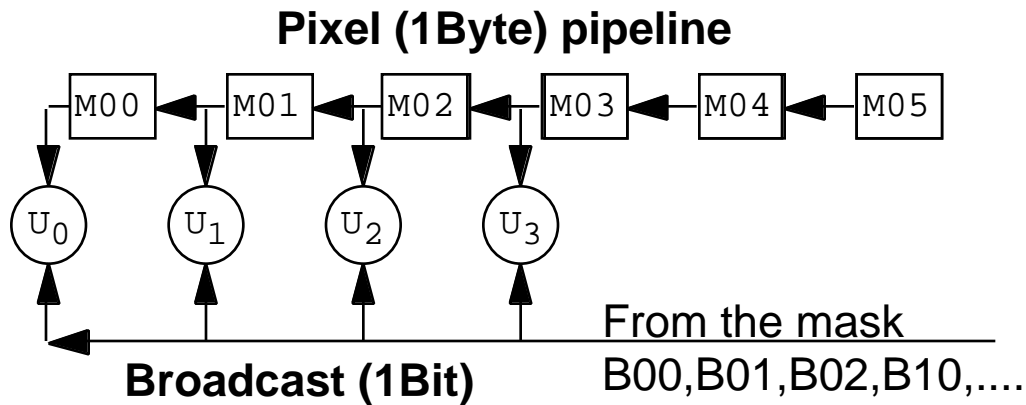 Pixel (1Byte) pipeline
M00 M01 M02 M03 M04 M05
U0 U1 U2 U3
From the mask
Broadcast (1Bit) B00,B01,B02,B10,....